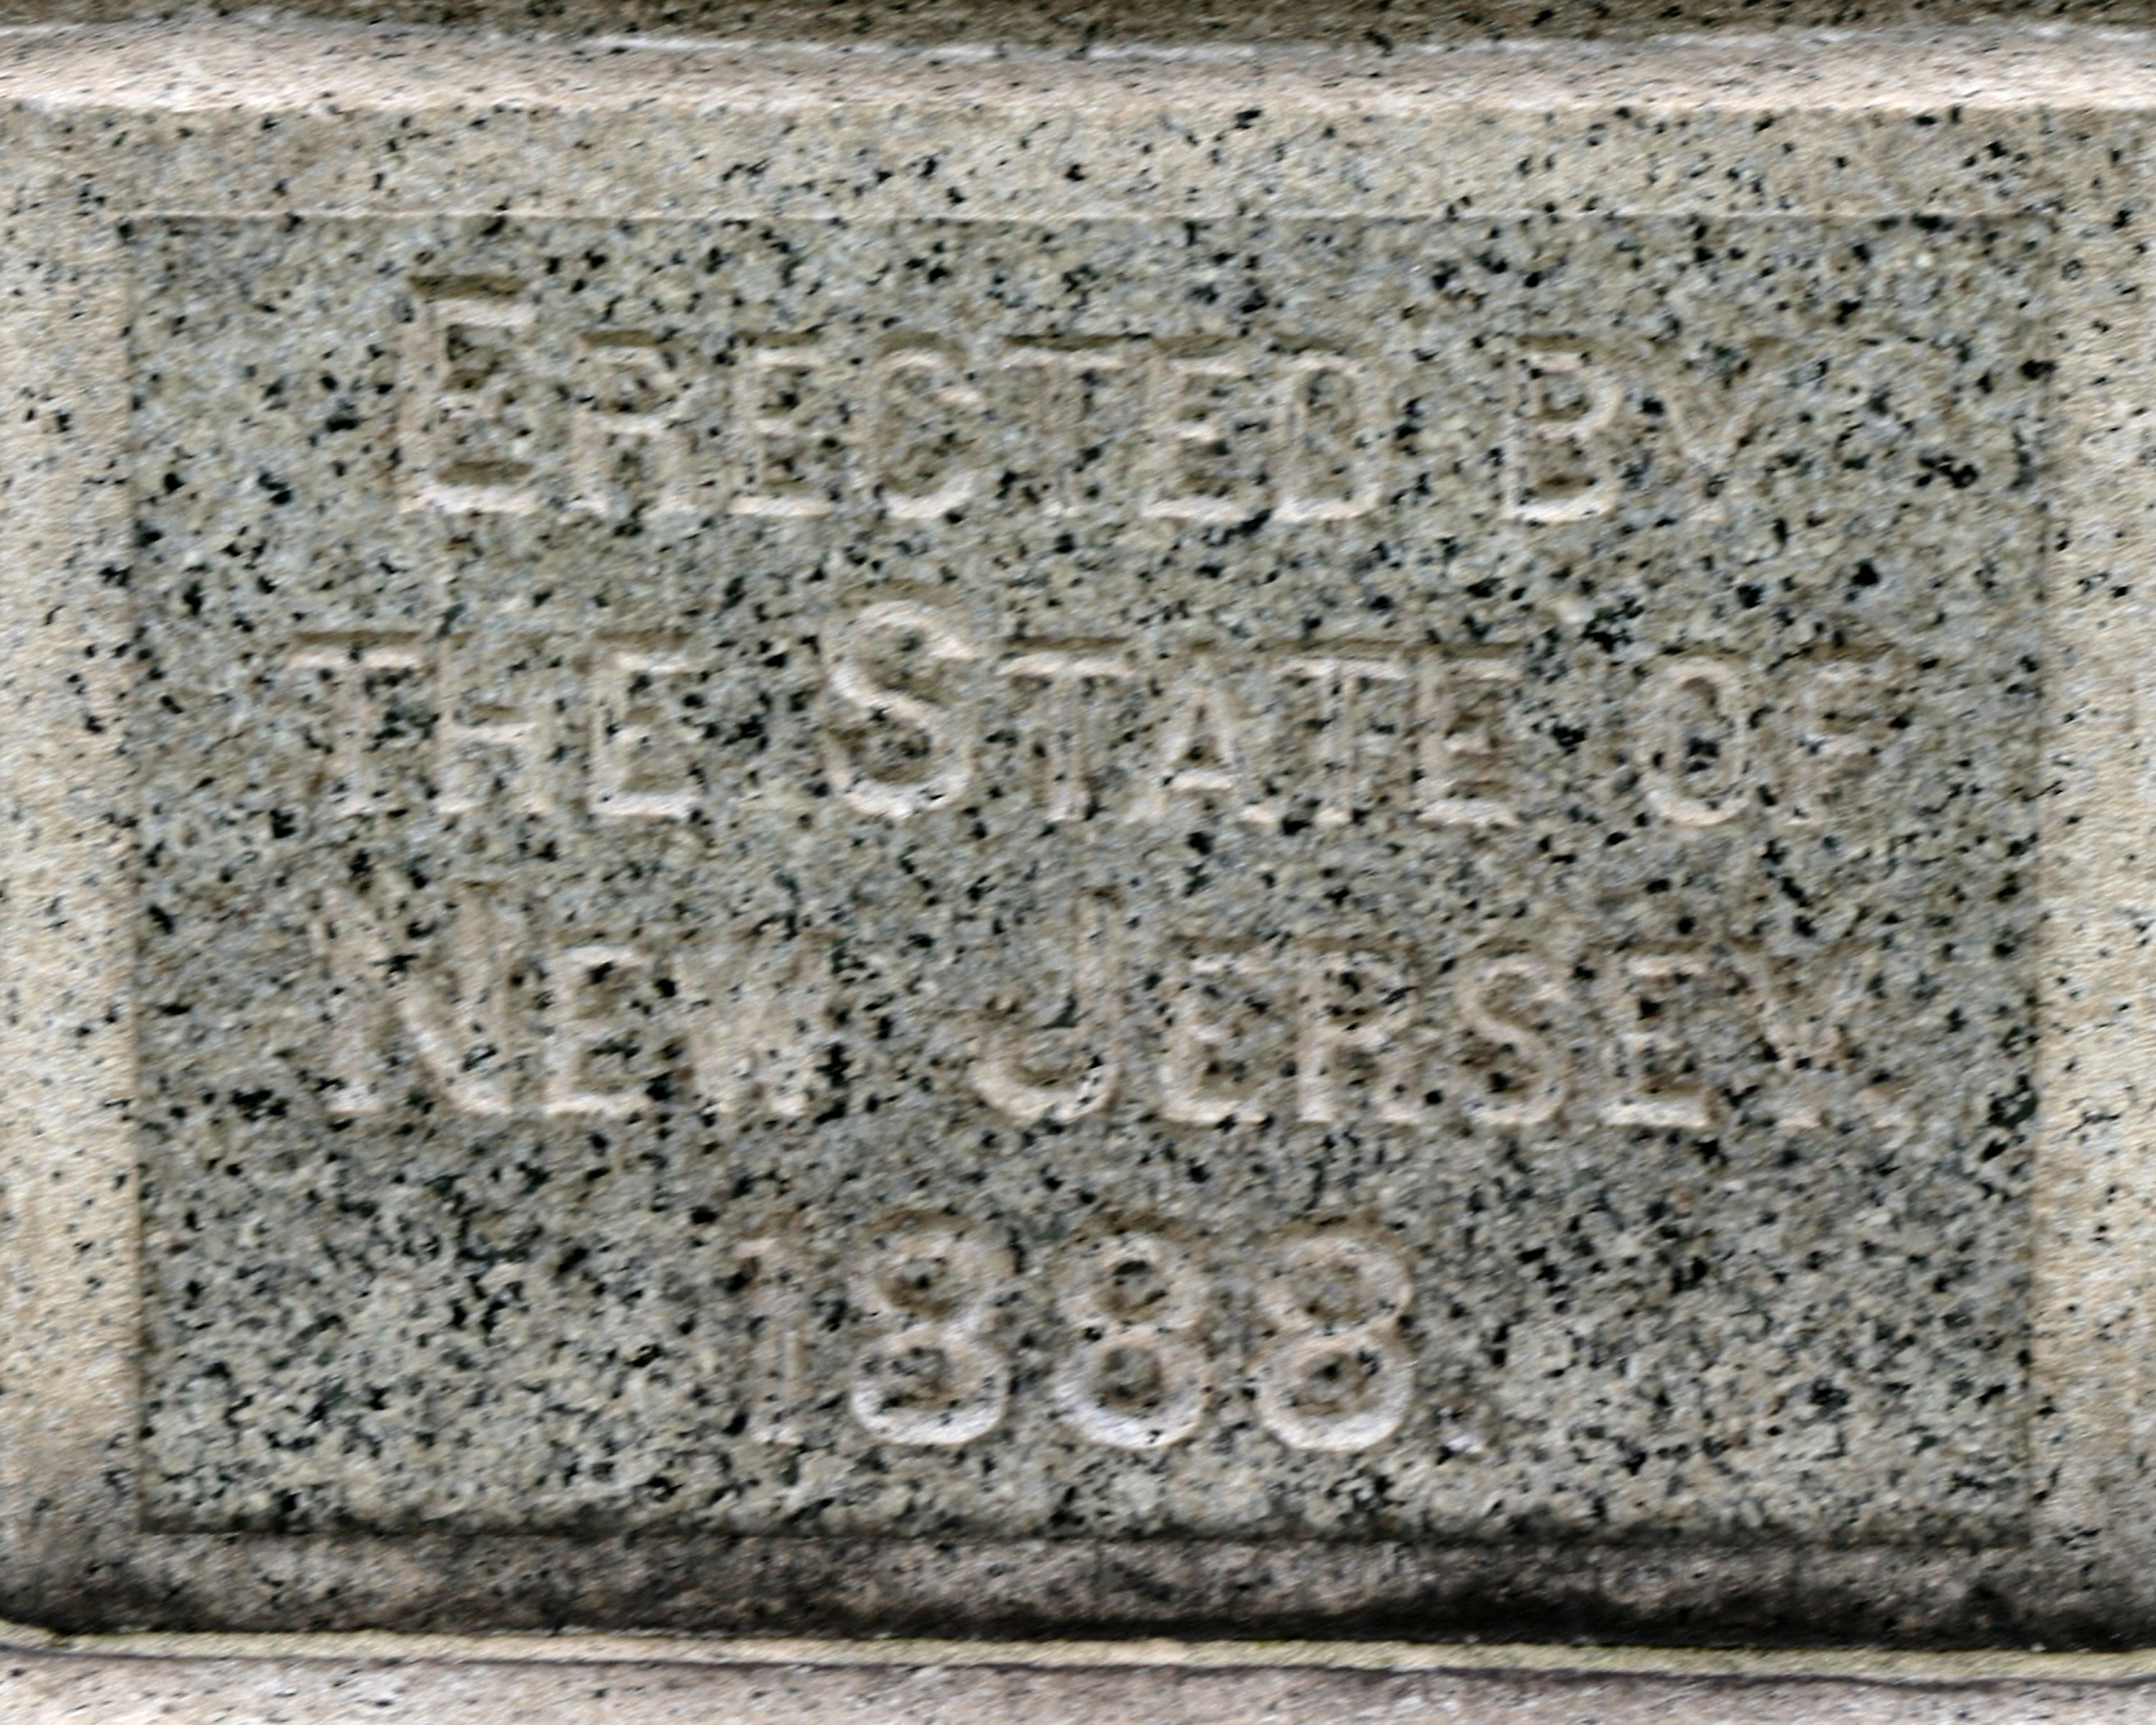 ERECTED BY
THE STATE OF
NEW JERSEY.
1888.